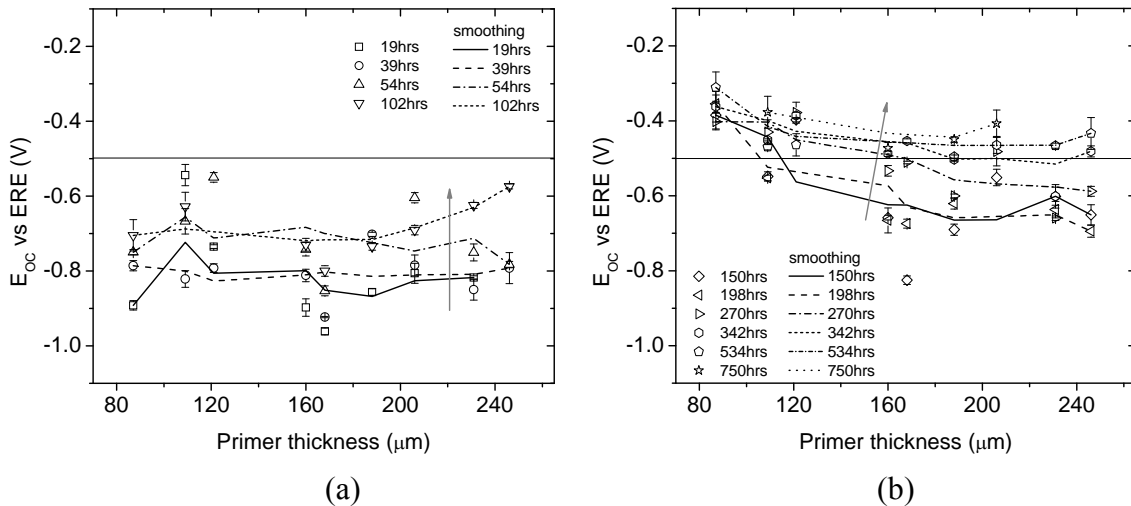 -0.2
-0.4
-0.6
-0.8
-1.0
E_OC vs ERE (V)
80 120 160 200 240
Primer thickness (μm)
19hrs
39hrs
54hrs
102hrs
smoothing
19hrs
39hrs
54hrs
102hrs
(a)
-0.2
-0.4
-0.6
-0.8
-1.0
E_OC vs ERE (V)
80 120 160 200 240
Primer thickness (μm)
150hrs
198hrs
270hrs
342hrs
534hrs
750hrs
smoothing
150hrs
198hrs
270hrs
342hrs
534hrs
750hrs
(b)